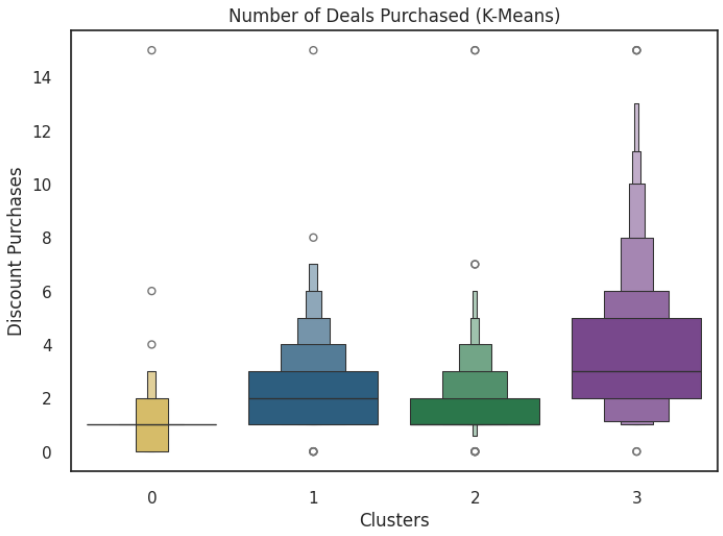 Number of Deals Purchased (K-Means)
Discount Purchases
14
12
10
8
6
4
2
0
0 1 2 3
Clusters